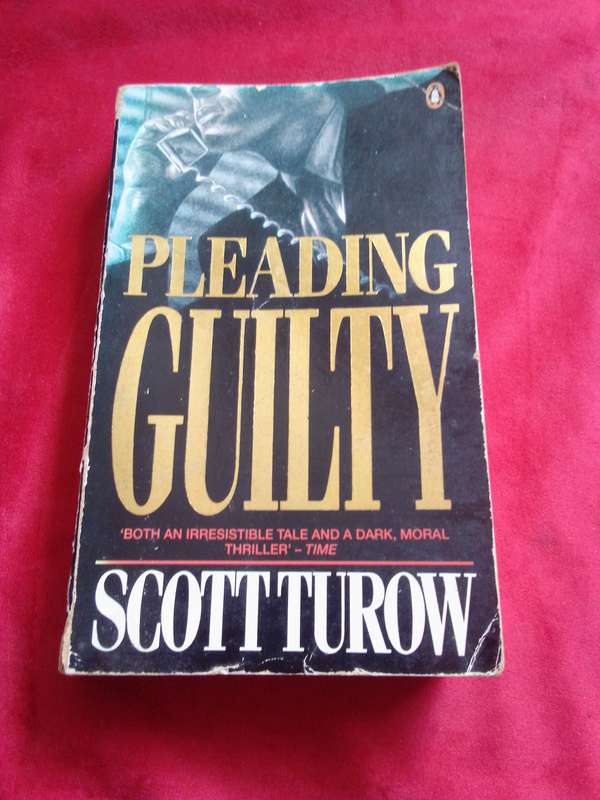 PLEADING
GUILTY
'BOTH AN IRRESISTIBLE TALE AND A DARK, MORAL
THRILLER' – TIME
SCOTT TUROW